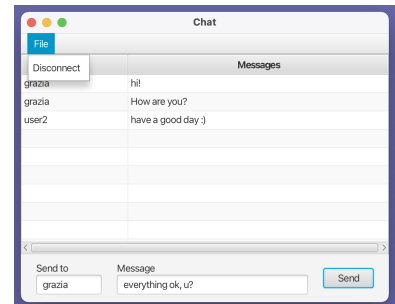 Chat
File
Disconnect
Messages
grazia hi!
grazia How are you?
user2 have a good day :)
Send to Message
grazia everything ok, u? Send